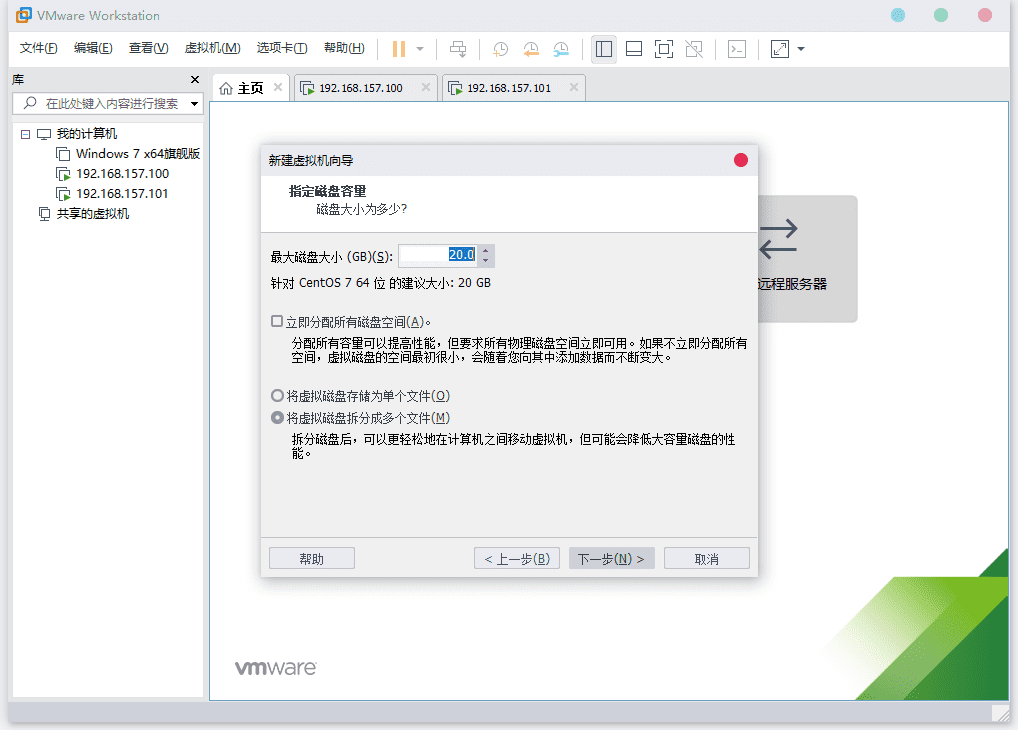 VMware Workstation
文件(F) 编辑(E) 查看(V) 虚拟机(M) 选项卡(T) 帮助(H)
库
主页 192.168.157.100 192.168.157.101
在此处键入内容进行搜索
我的计算机
Windows 7 x64旗舰版
192.168.157.100
192.168.157.101
共享的虚拟机
新建虚拟机向导
指定磁盘容量
磁盘大小为多少?
最大磁盘大小 (GB)(S): 20.0
针对 CentOS 7 64 位 的建议大小: 20 GB
立即分配所有磁盘空间(A)。
分配所有容量可以提高性能，但要求所有物理磁盘空间立即可用。如果不立即分配所有
空间，虚拟磁盘的空间最初很小，会随着您向其中添加数据而不断变大。
将虚拟磁盘存储为单个文件(O)
将虚拟磁盘拆分成多个文件(M)
拆分磁盘后，可以更轻松地在计算机之间移动虚拟机，但可能会降低大容量磁盘的性
能。
帮助 < 上一步(B) 下一步(N) > 取消
远程服务器
vmware